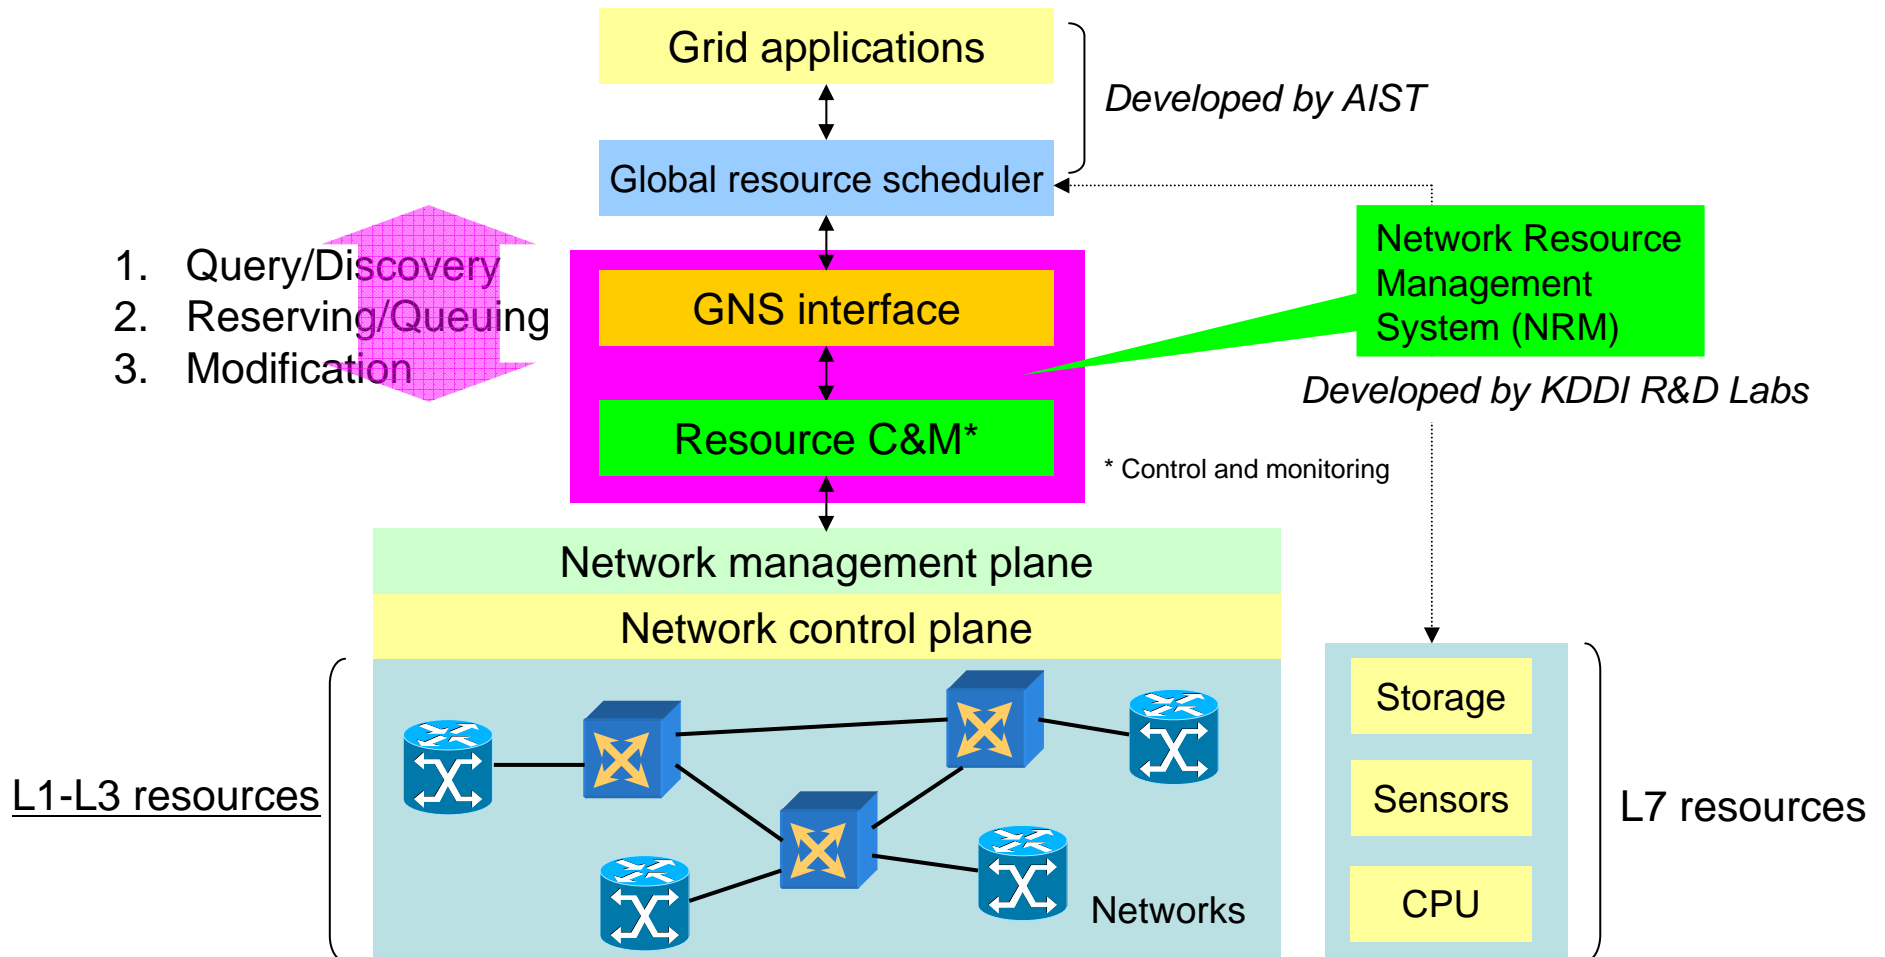 Grid applications
Developed by AIST
Global resource scheduler
1. Query/Discovery
2. Reserving/Queuing
3. Modification
GNS interface
Network Resource
Management
System (NRM)
Developed by KDDI R&D Labs
Resource C&M*
* Control and monitoring
Network management plane
Network control plane
L1-L3 resources
Networks
Storage
Sensors
CPU
L7 resources